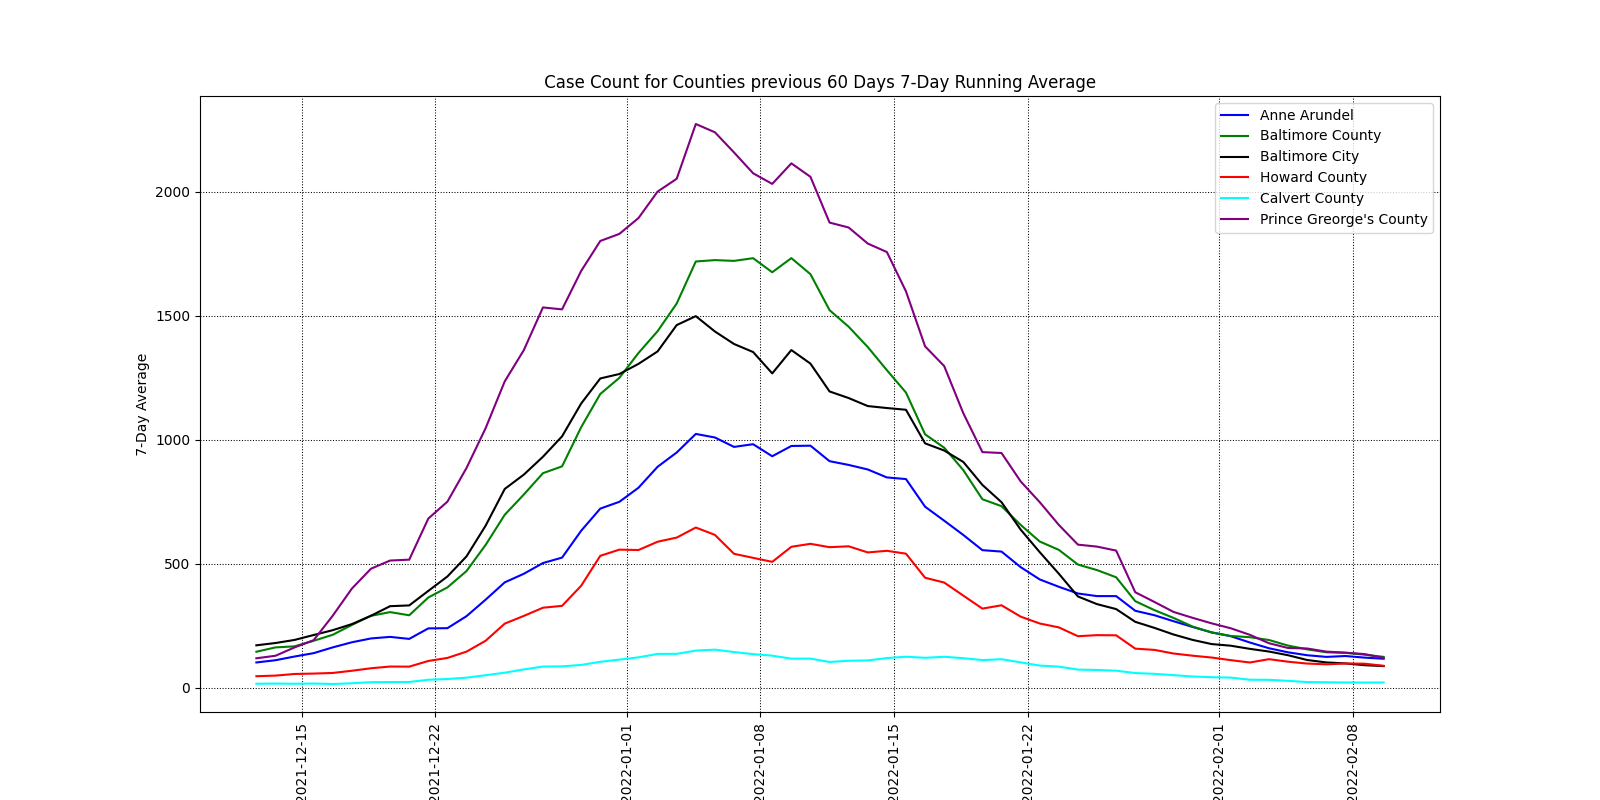 Case Count for Counties previous 60 Days 7-Day Running Average
Anne Arundel
Baltimore County
Baltimore City
Howard County
Calvert County
Prince Greorge's County
7-Day Average
2000
1500
1000
500
0
2021-12-15
2021-12-22
2022-01-01
2022-01-08
2022-01-15
2022-01-22
2022-02-01
2022-02-08